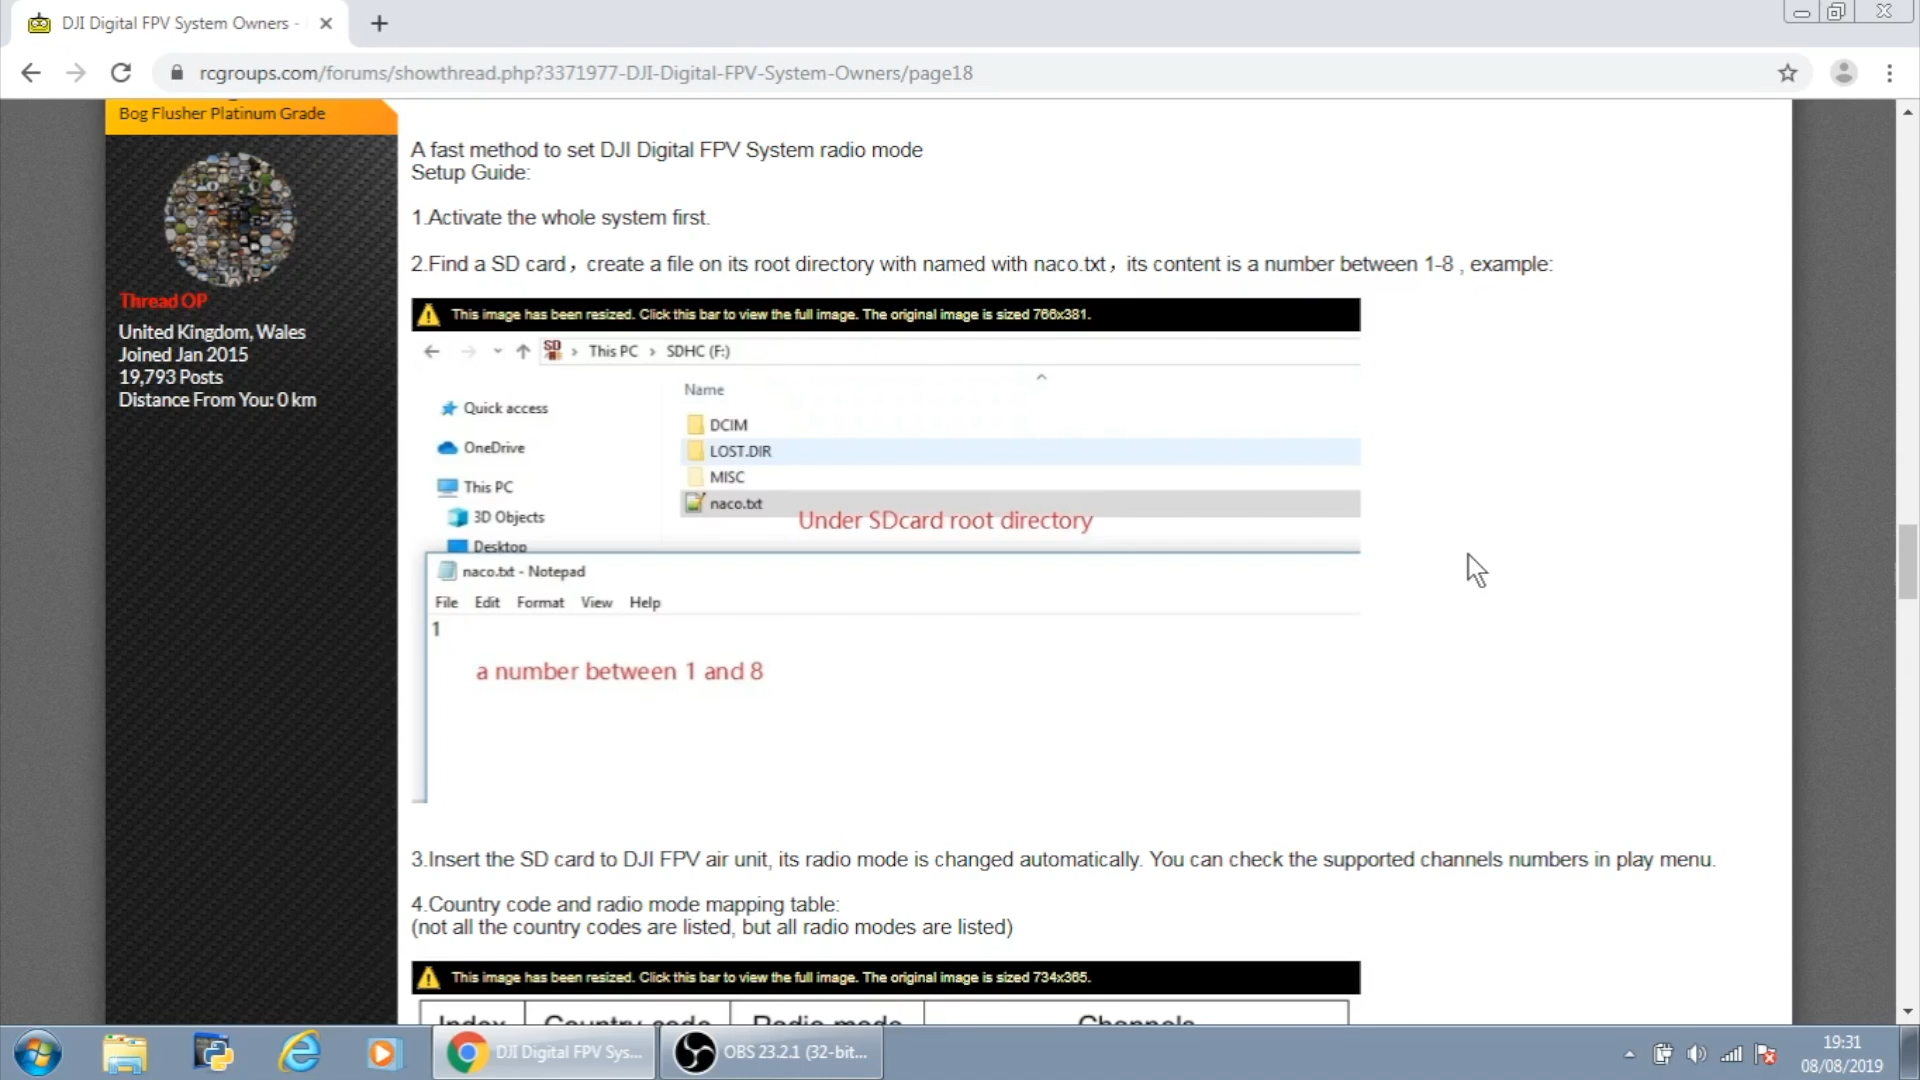 DJI Digital FPV System Owners -
rcgroups.com/forums/showthread.php?3371977-DJI-Digital-FPV-System-Owners/page18
Bog Flusher Platinum Grade
Thread OP
United Kingdom, Wales
Joined Jan 2015
19,793 Posts
Distance From You: 0 km
A fast method to set DJI Digital FPV System radio mode
Setup Guide:
1.Activate the whole system first.
2.Find a SD card，create a file on its root directory with named with naco.txt，its content is a number between 1-8 , example:
This image has been resized. Click this bar to view the full image. The original image is sized 766x381.
SD
This PC > SDHC (F:)
Name
Quick access
OneDrive
This PC
3D Objects
Desktop
DCIM
LOST.DIR
MISC
naco.txt
Under SDcard root directory
naco.txt - Notepad
File Edit Format View Help
1
a number between 1 and 8
3.Insert the SD card to DJI FPV air unit, its radio mode is changed automatically. You can check the supported channels numbers in play menu.
4.Country code and radio mode mapping table:
(not all the country codes are listed, but all radio modes are listed)
This image has been resized. Click this bar to view the full image. The original image is sized 734x365.
Index Country code Radio mode Channels
DJI Digital FPV Sys...
OBS 23.2.1 (32-bit...
19:31
08/08/2019